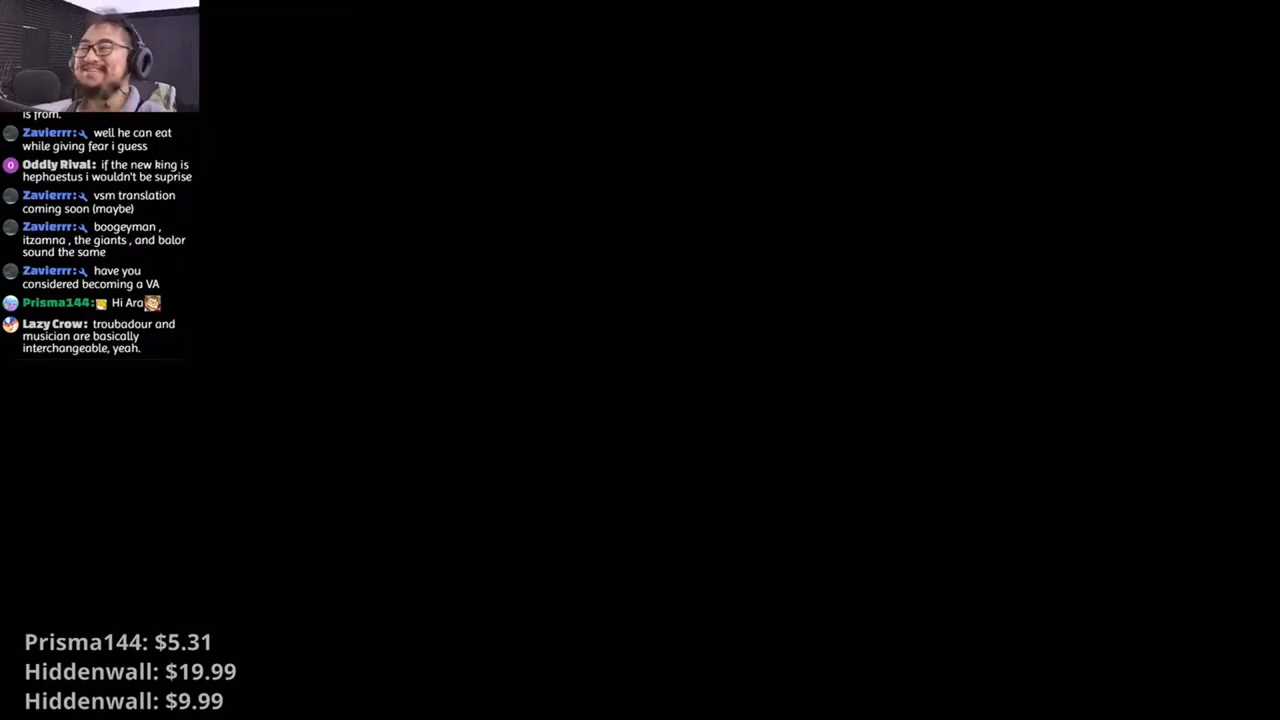 is from.
Zavierrr: well he can eat
while giving fear i guess
Oddly Rival: if the new king is
hephaestus i wouldn't be suprise
Zavierrr: vsm translation
coming soon (maybe)
Zavierrr: boogeyman ,
itzamna , the giants , and balor
sound the same
Zavierrr: have you
considered becoming a VA
Prisma144: Hi Ara
Lazy Crow: troubadour and
musician are basically
interchangeable, yeah.
Prisma144: $5.31
Hiddenwall: $19.99
Hiddenwall: $9.99